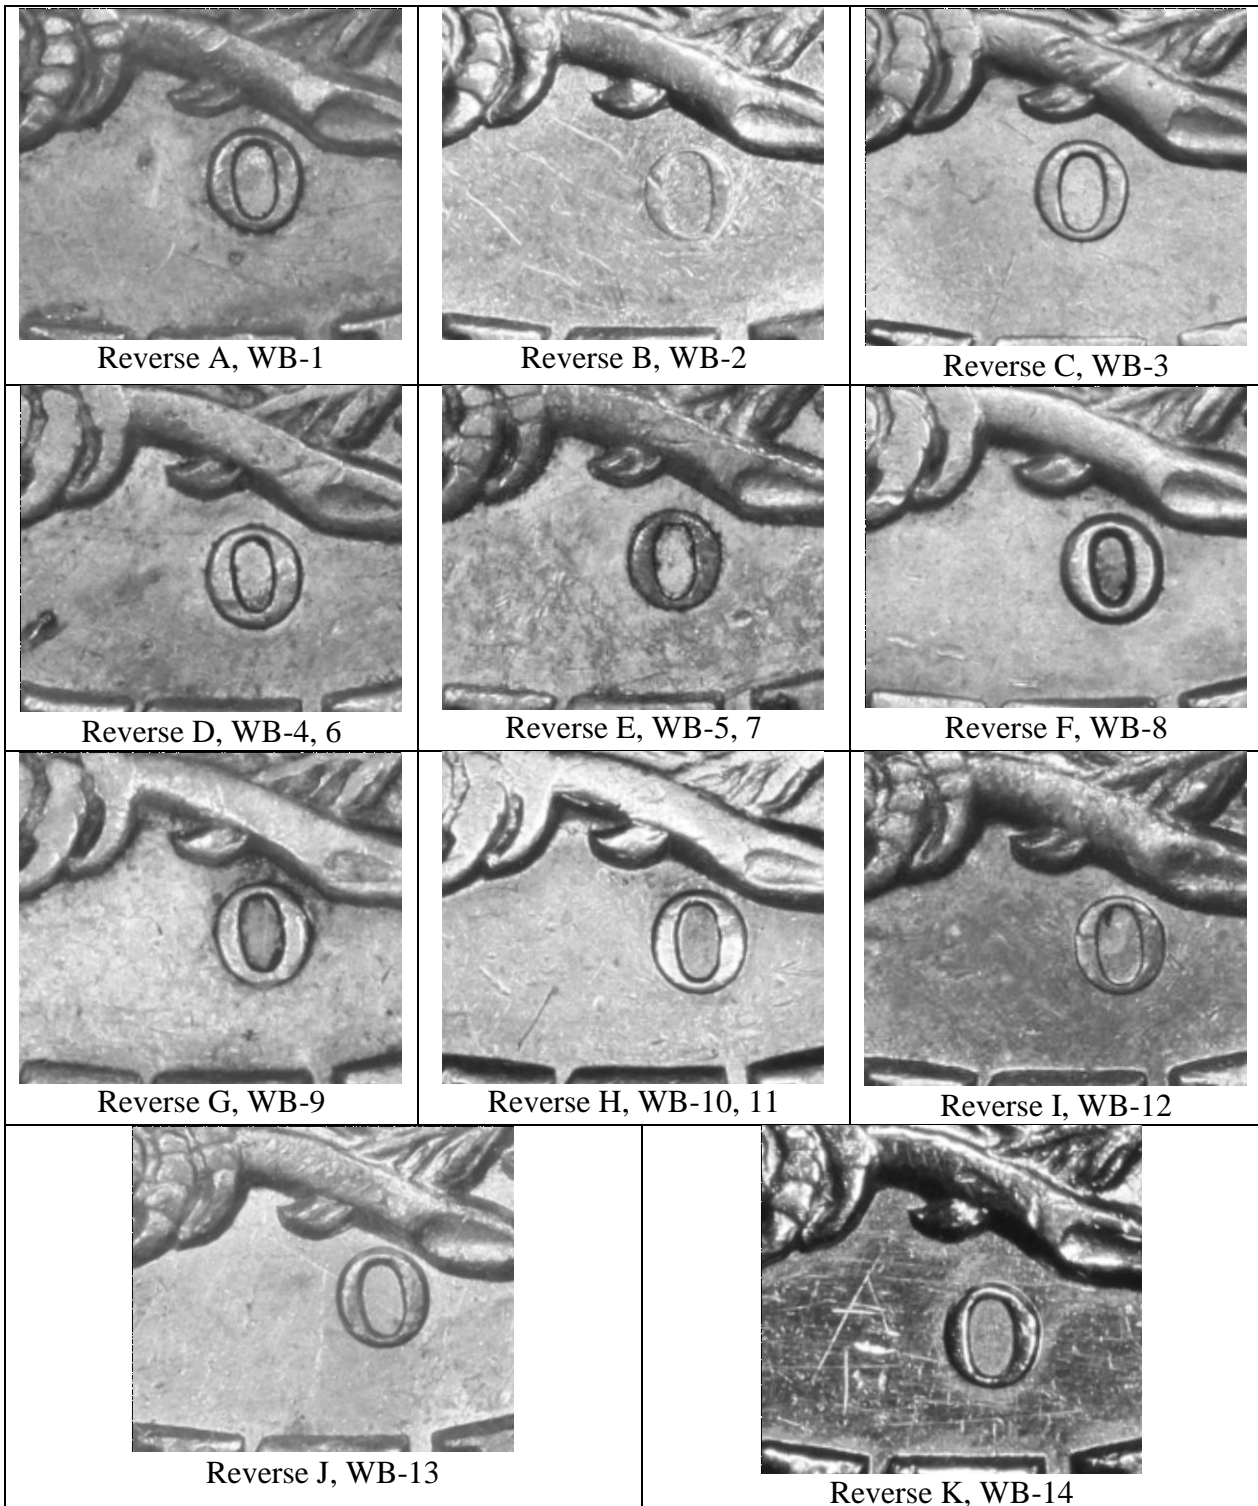 O
O
O
Reverse A, WB-1
Reverse B, WB-2
Reverse C, WB-3
O
O
O
Reverse D, WB-4, 6
Reverse E, WB-5, 7
Reverse F, WB-8
O
O
O
Reverse G, WB-9
Reverse H, WB-10, 11
Reverse I, WB-12
O
O
Reverse J, WB-13
Reverse K, WB-14